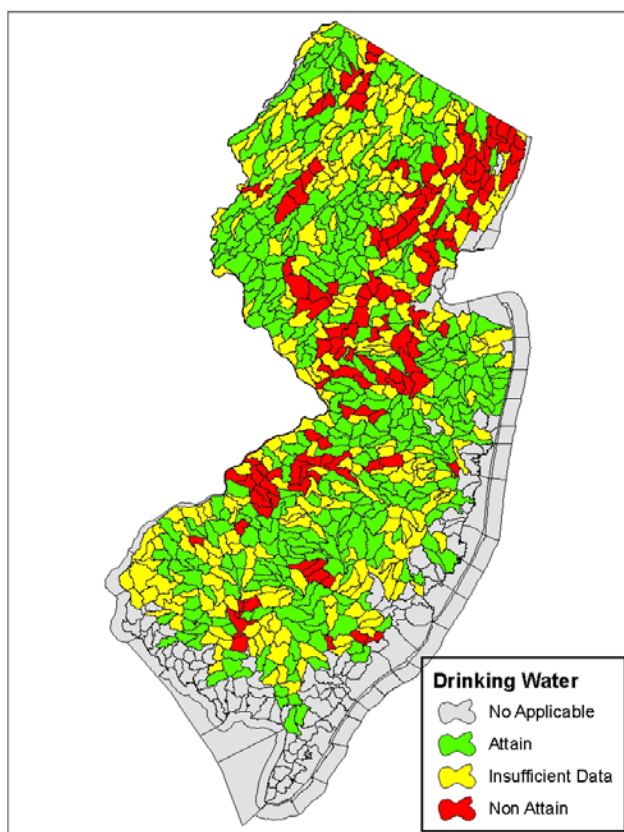 Drinking Water
No Applicable
Attain
Insufficient Data
Non Attain